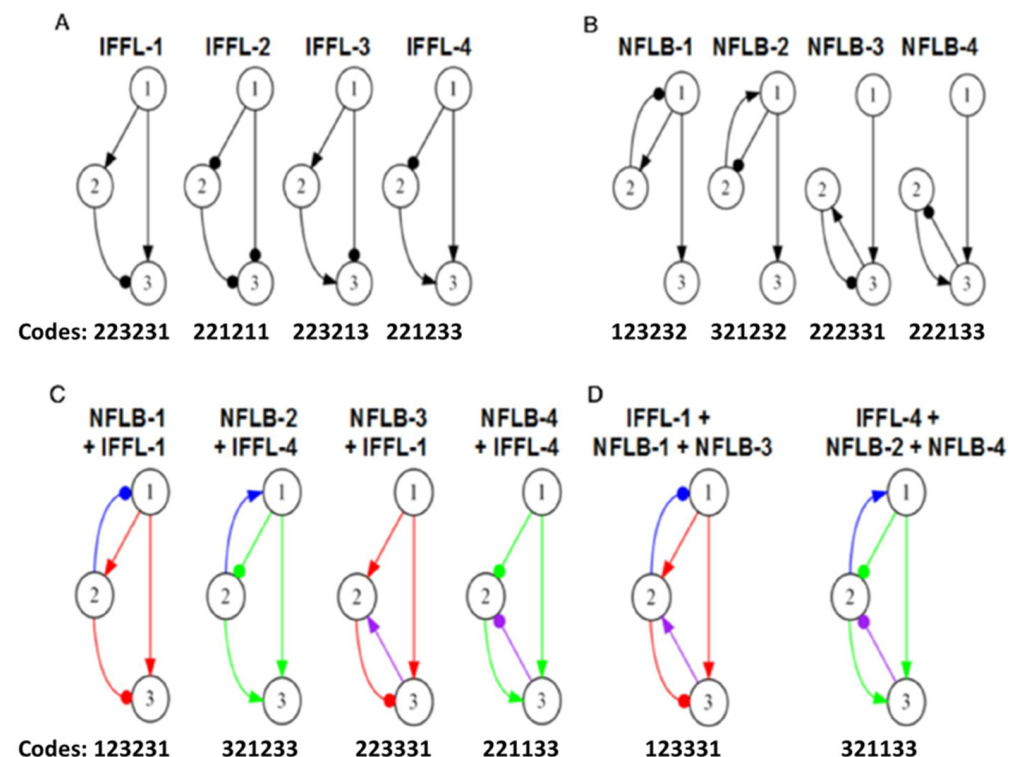 A
IFFL-1 IFFL-2 IFFL-3 IFFL-4
1 1 1 1
2 2 2 2
3 3 3 3
Codes: 223231 221211 223213 221233
B
NFLB-1 NFLB-2 NFLB-3 NFLB-4
1 1 1 1
2 2 2 2
3 3 3 3
123232 321232 222331 222133
C
NFLB-1 NFLB-2 NFLB-3 NFLB-4
+ IFFL-1 + IFFL-4 + IFFL-1 + IFFL-4
1 1 1 1
2 2 2 2
3 3 3 3
Codes: 123231 321233 223331 221133
D
IFFL-1 + IFFL-4 +
NFLB-1 + NFLB-3 NFLB-2 + NFLB-4
1 1
2 2
3 3
123331 321133